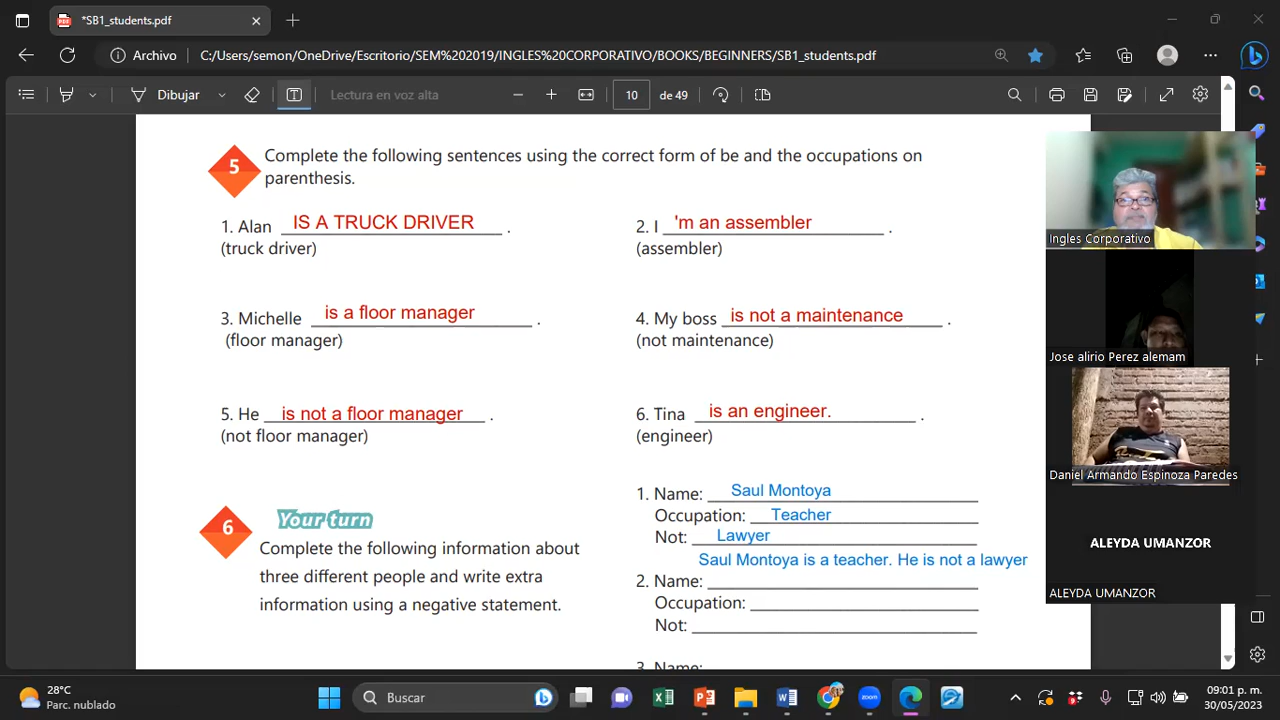 *SB1_students.pdf
Archivo C:/Users/semon/OneDrive/Escritorio/SEM%202019/INGLES%20CORPORATIVO/BOOKS/BEGINNERS/SB1_students.pdf
Dibujar Lectura en voz alta 10 de 49
5 Complete the following sentences using the correct form of be and the occupations on
parenthesis.
1. Alan IS A TRUCK DRIVER .
(truck driver)
2. I 'm an assembler .
(assembler)
3. Michelle is a floor manager .
(floor manager)
4. My boss is not a maintenance .
(not maintenance)
5. He is not a floor manager .
(not floor manager)
6. Tina is an engineer. .
(engineer)
6 Your turn
Complete the following information about
three different people and write extra
information using a negative statement.
1. Name: Saul Montoya
Occupation: Teacher
Not: Lawyer
Saul Montoya is a teacher. He is not a lawyer
2. Name:
Occupation:
Not:
3. Name:
Ingles Corporativo
Jose alirio Perez alemam
Daniel Armando Espinoza Paredes
ALEYDA UMANZOR
ALEYDA UMANZOR
28°C
Parc. nublado
Buscar
zoom
09:01 p. m.
30/05/2023